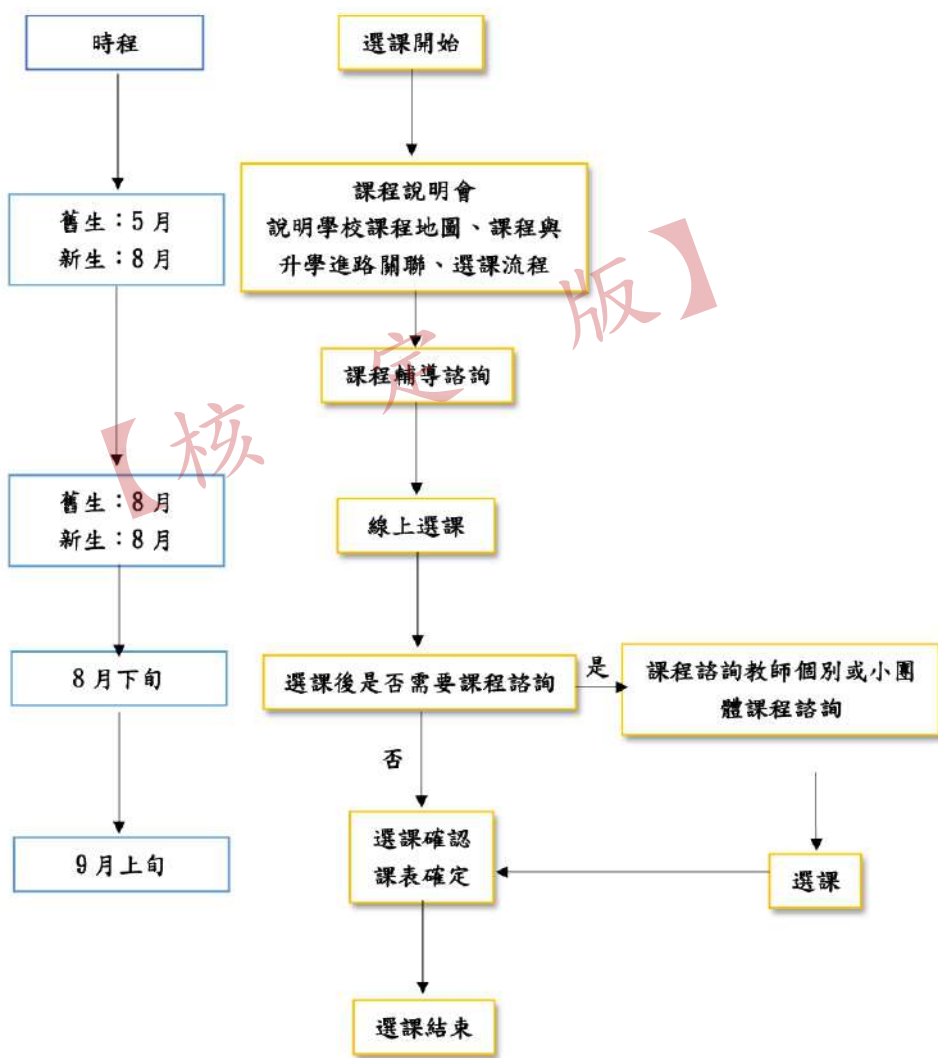 時程
選課開始
課程說明會
說明學校課程地圖、課程與
升學進路關聯、選課流程
舊生：5月
新生：8月
課程輔導諮詢
【核定版】
舊生：8月
新生：8月
線上選課
8月下旬
選課後是否需要課程諮詢
是
課程諮詢教師個別或小團
體課程諮詢
否
9月上旬
選課確認
課表確定
選課
選課結束